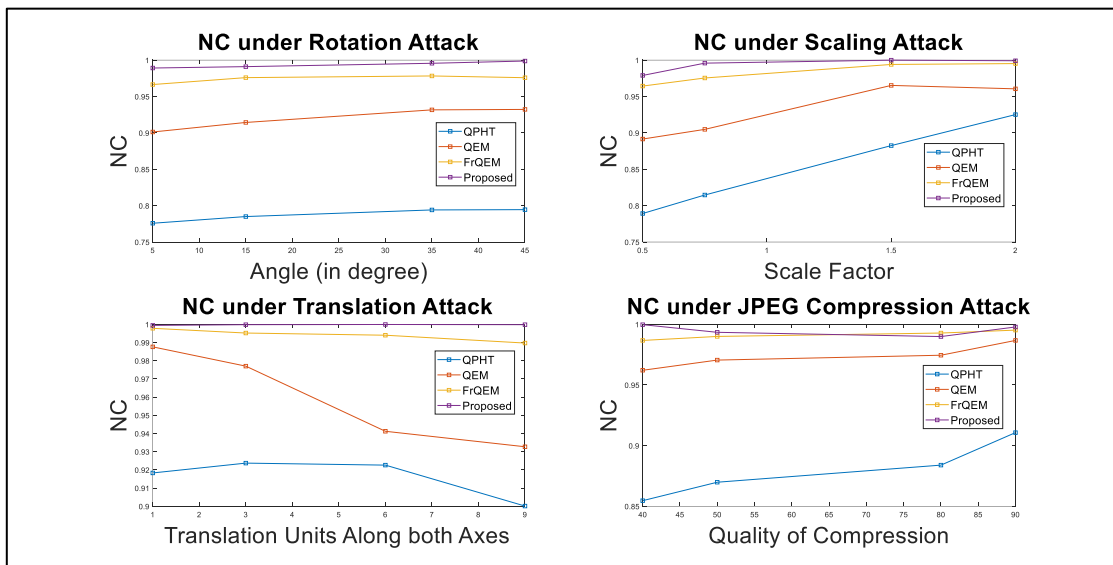 NC under Rotation Attack
NC
1
0.95
0.9
0.85
0.8
0.75
5 10 15 20 25 30 35 40 45
QPHT
QEM
FrQEM
Proposed
Angle (in degree)
NC under Scaling Attack
NC
1
0.95
0.9
0.85
0.8
0.75
0.5 1 1.5 2
QPHT
QEM
FrQEM
Proposed
Scale Factor
NC under Translation Attack
NC
1
0.99
0.98
0.97
0.96
0.95
0.94
0.93
0.92
0.91
0.9
1 2 3 4 5 6 7 8 9
QPHT
QEM
FrQEM
Proposed
Translation Units Along both Axes
NC under JPEG Compression Attack
NC
1
0.95
0.9
0.85
40 45 50 55 60 65 70 75 80 85 90
QPHT
QEM
FrQEM
Proposed
Quality of Compression